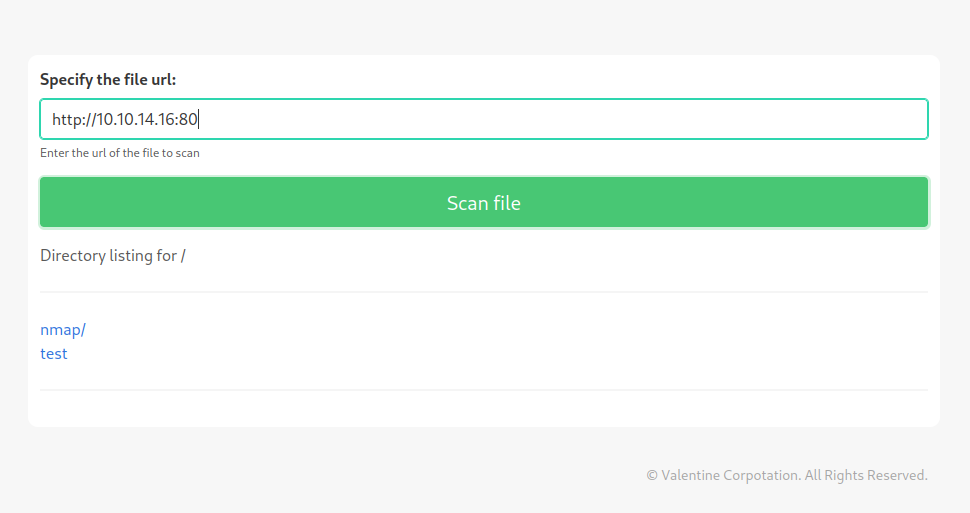 Specify the file url:
http://10.10.14.16:80
Enter the url of the file to scan
Scan file
Directory listing for /
nmap/
test
© Valentine Corpotation. All Rights Reserved.